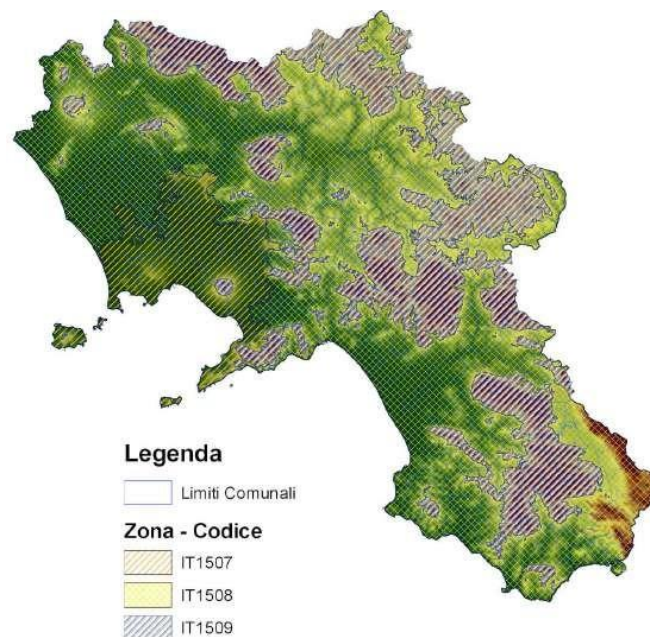 Legenda
Limiti Comunali
Zona - Codice
IT1507
IT1508
IT1509